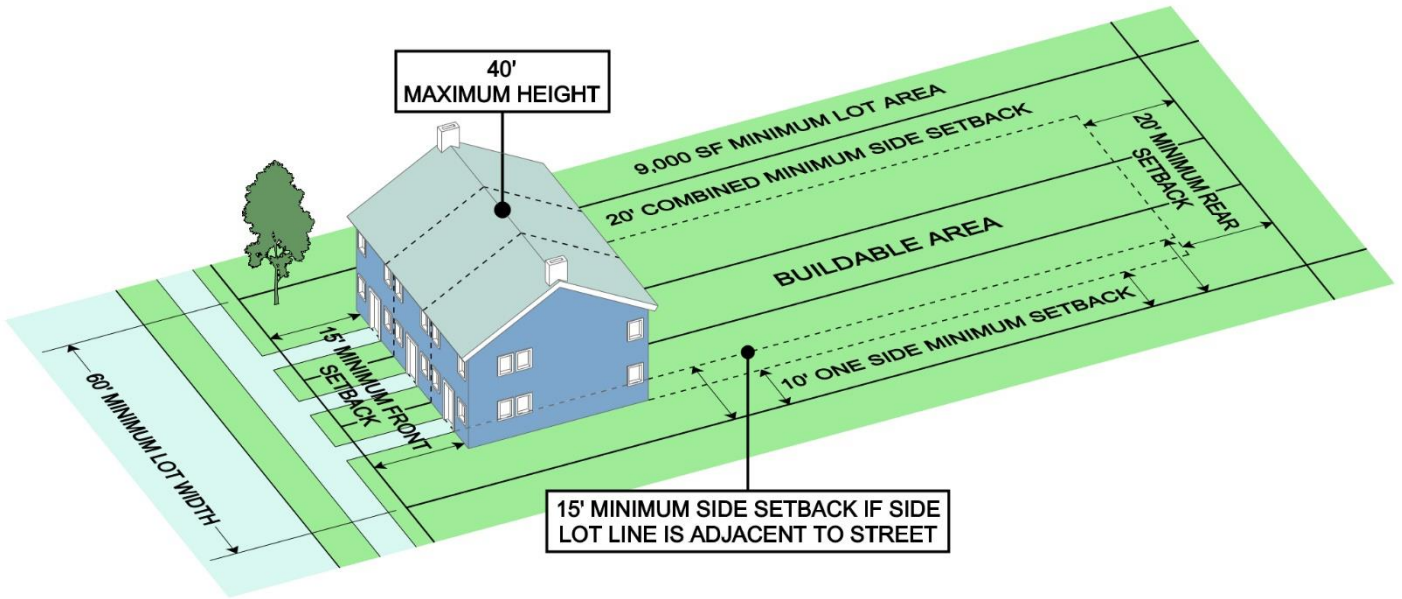 40'
MAXIMUM HEIGHT
9,000 SF MINIMUM LOT AREA
20' COMBINED MINIMUM SIDE SETBACK
20' MINIMUM REAR
SETBACK
BUILDABLE AREA
10' ONE SIDE MINIMUM SETBACK
15' MINIMUM FRONT
SETBACK
60' MINIMUM LOT WIDTH
15' MINIMUM SIDE SETBACK IF SIDE
LOT LINE IS ADJACENT TO STREET